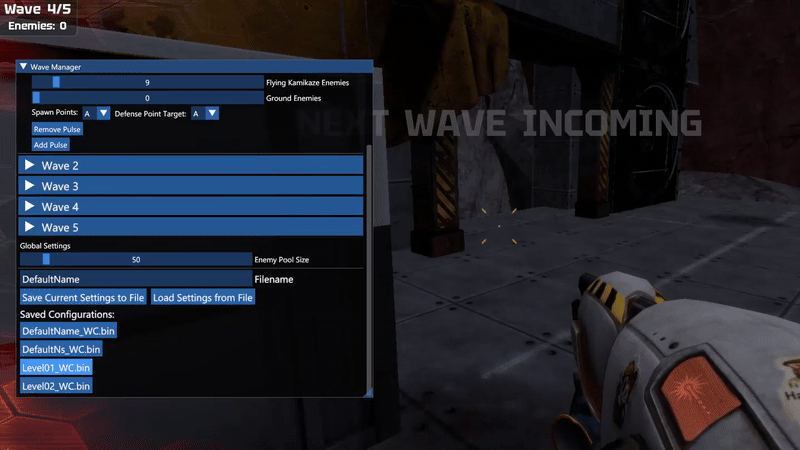 Wave 4/5
Enemies: 0
Wave Manager
9 Flying Kamikaze Enemies
0 Ground Enemies
Spawn Points: A Defense Point Target: A
Remove Pulse
Add Pulse
NEXT WAVE INCOMING
Wave 2
Wave 3
Wave 4
Wave 5
Global Settings
50 Enemy Pool Size
DefaultName Filename
Save Current Settings to File Load Settings from File
Saved Configurations:
DefaultName_WC.bin
DefaultNs_WC.bin
Level01_WC.bin
Level02_WC.bin